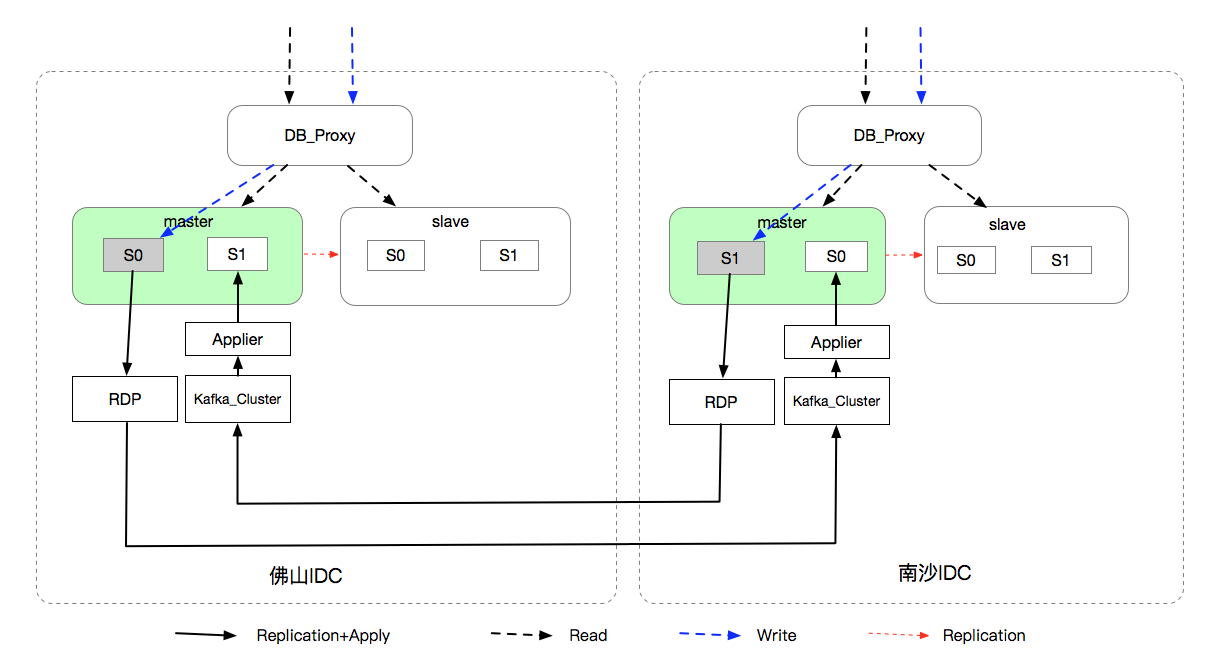 DB_Proxy
master
S0
S1
slave
S0
S1
Applier
RDP
Kafka_Cluster
佛山IDC
DB_Proxy
master
S1
S0
slave
S0
S1
Applier
RDP
Kafka_Cluster
南沙IDC
Replication+Apply
Read
Write
Replication